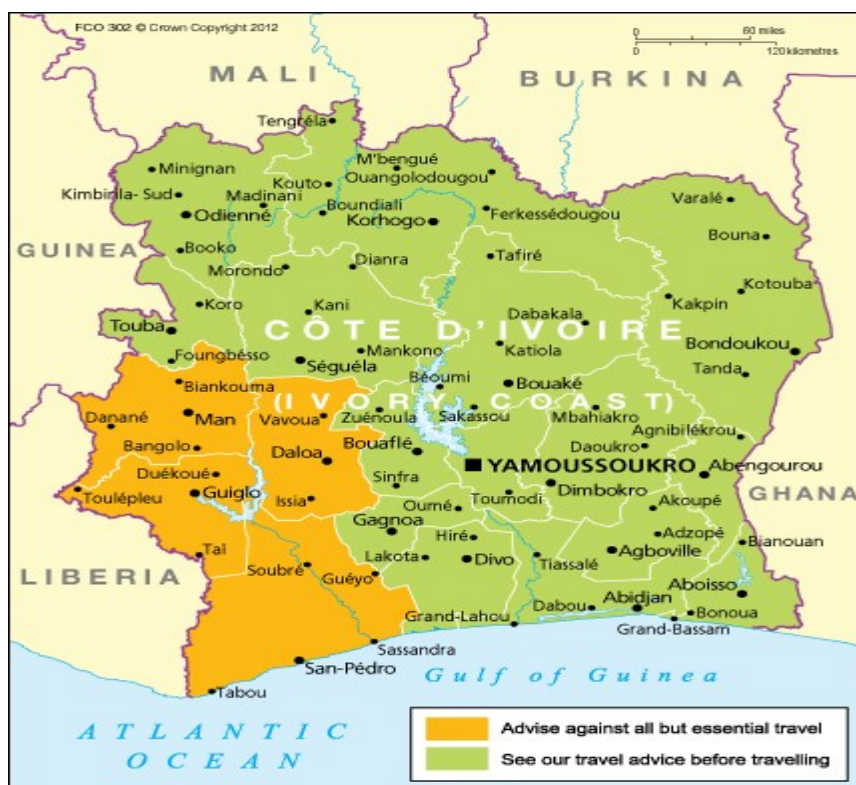 FCO 302 © Crown Copyright 2012
0 60 miles
0 120 kilometres
MALI
BURKINA
Tengréla
M'bengué
Minignan
Ouangolodougou
Kouto
Kimbirila- Sud
Madinani
Varalé
Odienné
Boundiali
Ferkessédougou
Korhogo
Bouna
GUINEA
Booko
Tafiré
Morondo
Dianra
Kotouba
Koro
Kani
Kakpin
Dabakala
Touba
CÔTE D'IVOIRE
Bondoukou
Foungbésso
Mankono
Katiola
Séguéla
Tanda
Biankouma
Béoumi
Bouaké
(IVORY COAST)
Danané
Man
Vavoua
Zuénoula
Sakassou
Mbahiakro
Agnibilékrou
Bangolo
Bouaflé
Daoukro
Daloa
YAMOUSSOUKRO
Abengourou
Duékoué
Sinfra
Dimbokro
Toulépleu
Guiglo
Issia
Toumodi
GHANA
Oumé
Akoupé
Gagnoa
Hiré
Adzopé
Bianouan
Taï
Lakota
Divo
Tiassalé
Agboville
LIBERIA
Soubré
Guéyo
Aboisso
Grand-Lahou
Dabou
Abidjan
Bonoua
Grand-Bassam
Sassandra
San-Pédro
Gulf of Guinea
Tabou
ATLANTIC
OCEAN
Advise against all but essential travel
See our travel advice before travelling